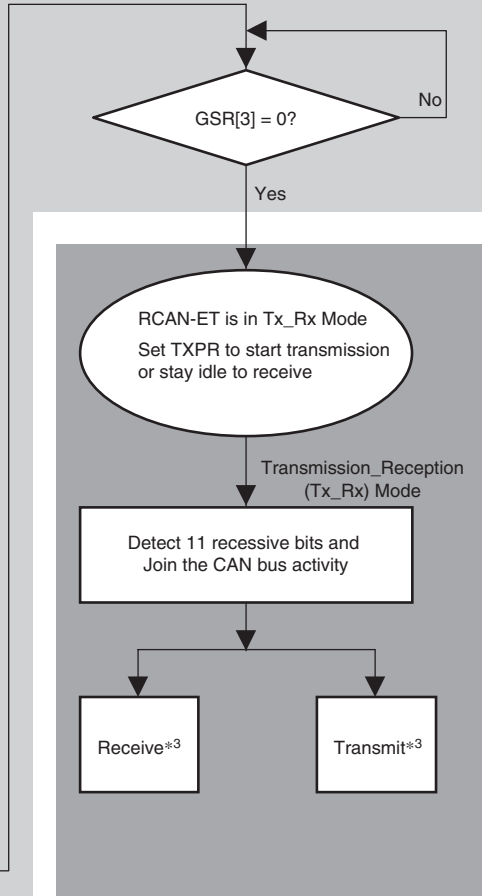 GSR[3] = 0?
No
Yes
RCAN-ET is in Tx_Rx Mode
Set TXPR to start transmission
or stay idle to receive
Transmission_Reception
(Tx_Rx) Mode
Detect 11 recessive bits and
Join the CAN bus activity
Receive*3
Transmit*3